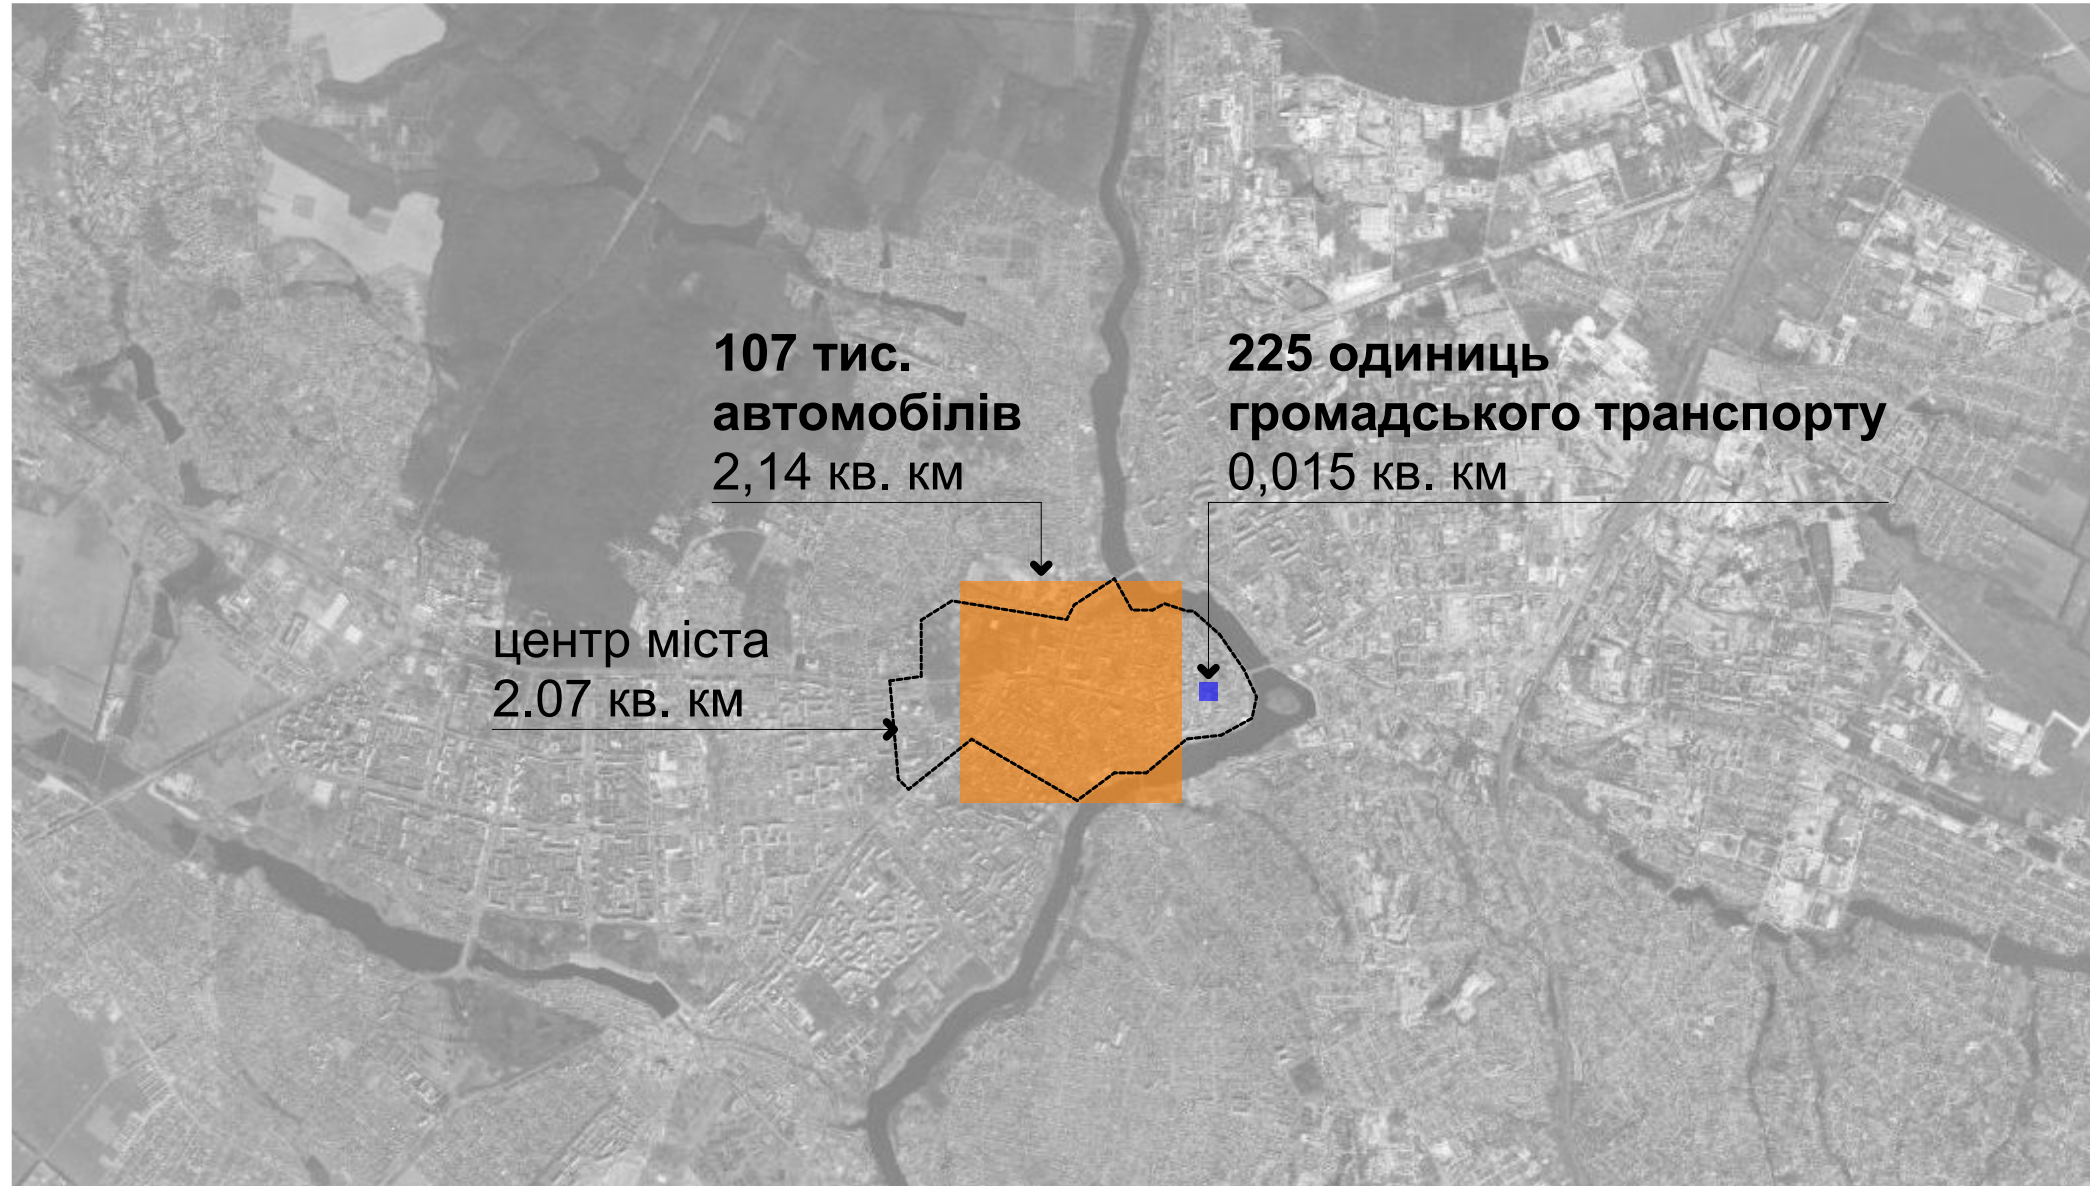 107 тис.
автомобілів
2,14 кв. км
225 одиниць
громадського транспорту
0,015 кв. км
центр міста
2.07 кв. км